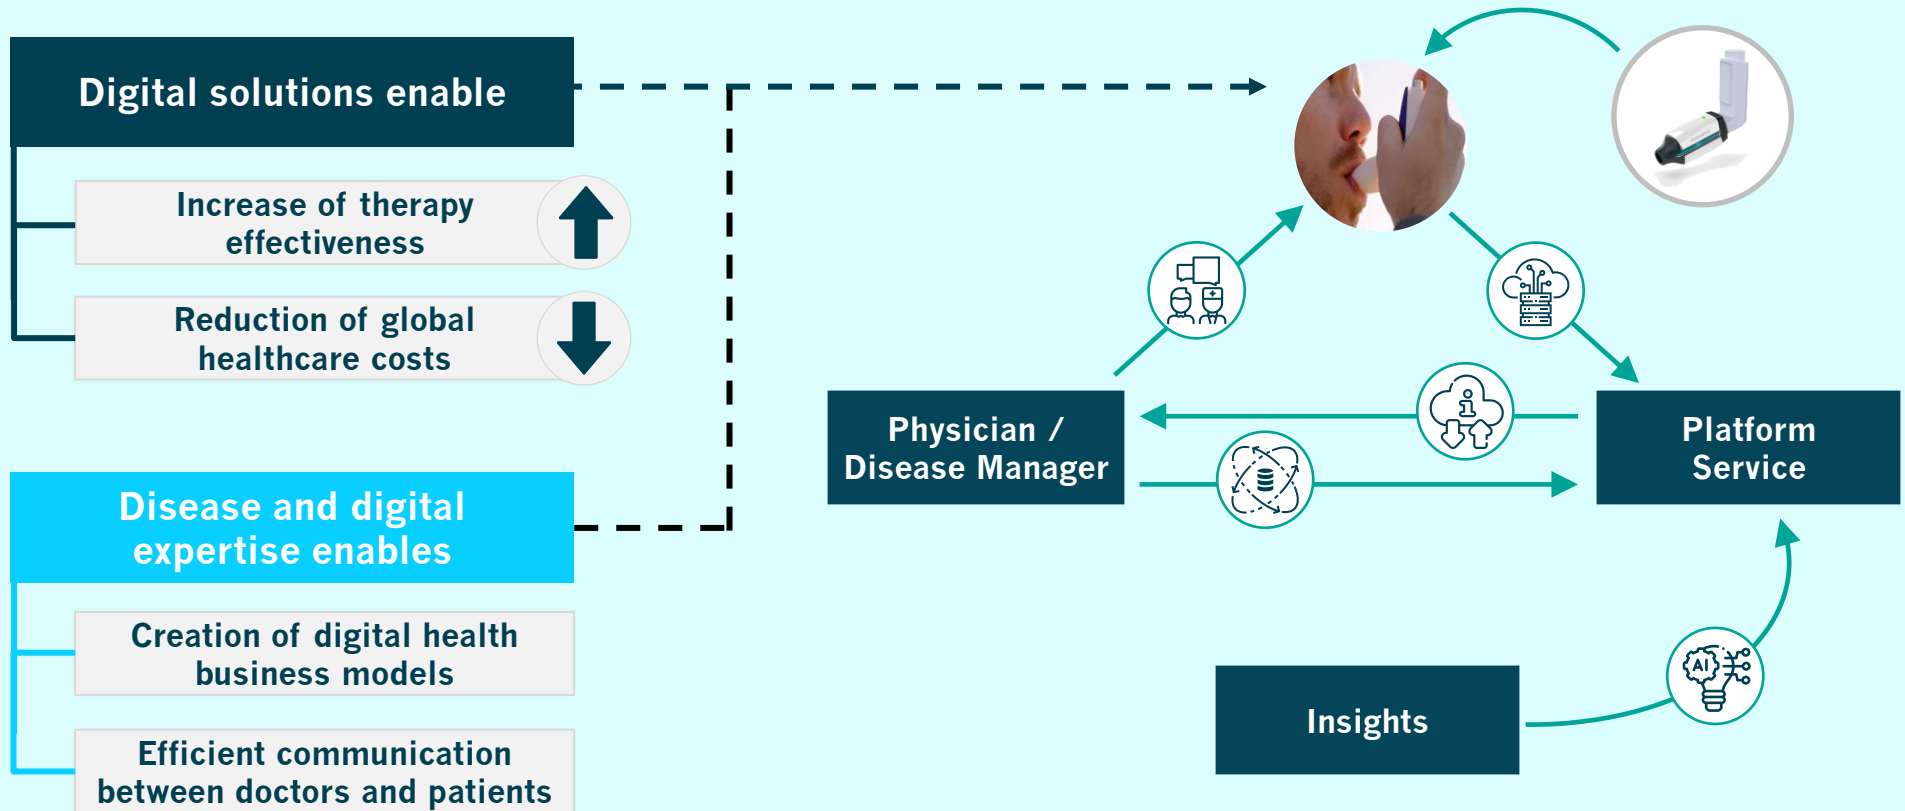 Digital solutions enable
Increase of therapy
effectiveness
Reduction of global
healthcare costs
Disease and digital
expertise enables
Creation of digital health
business models
Efficient communication
between doctors and patients
Physician /
Disease Manager
i
Platform
Service
AI
Insights